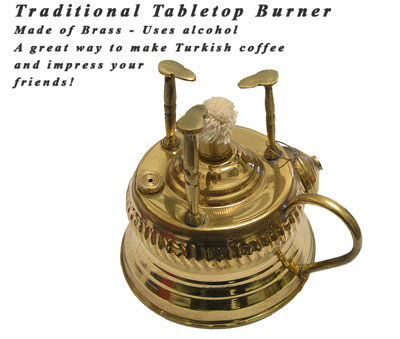 Traditional Tabletop Burner
Made of Brass - Uses alcohol
A great way to make Turkish coffee
and impress your
friends!